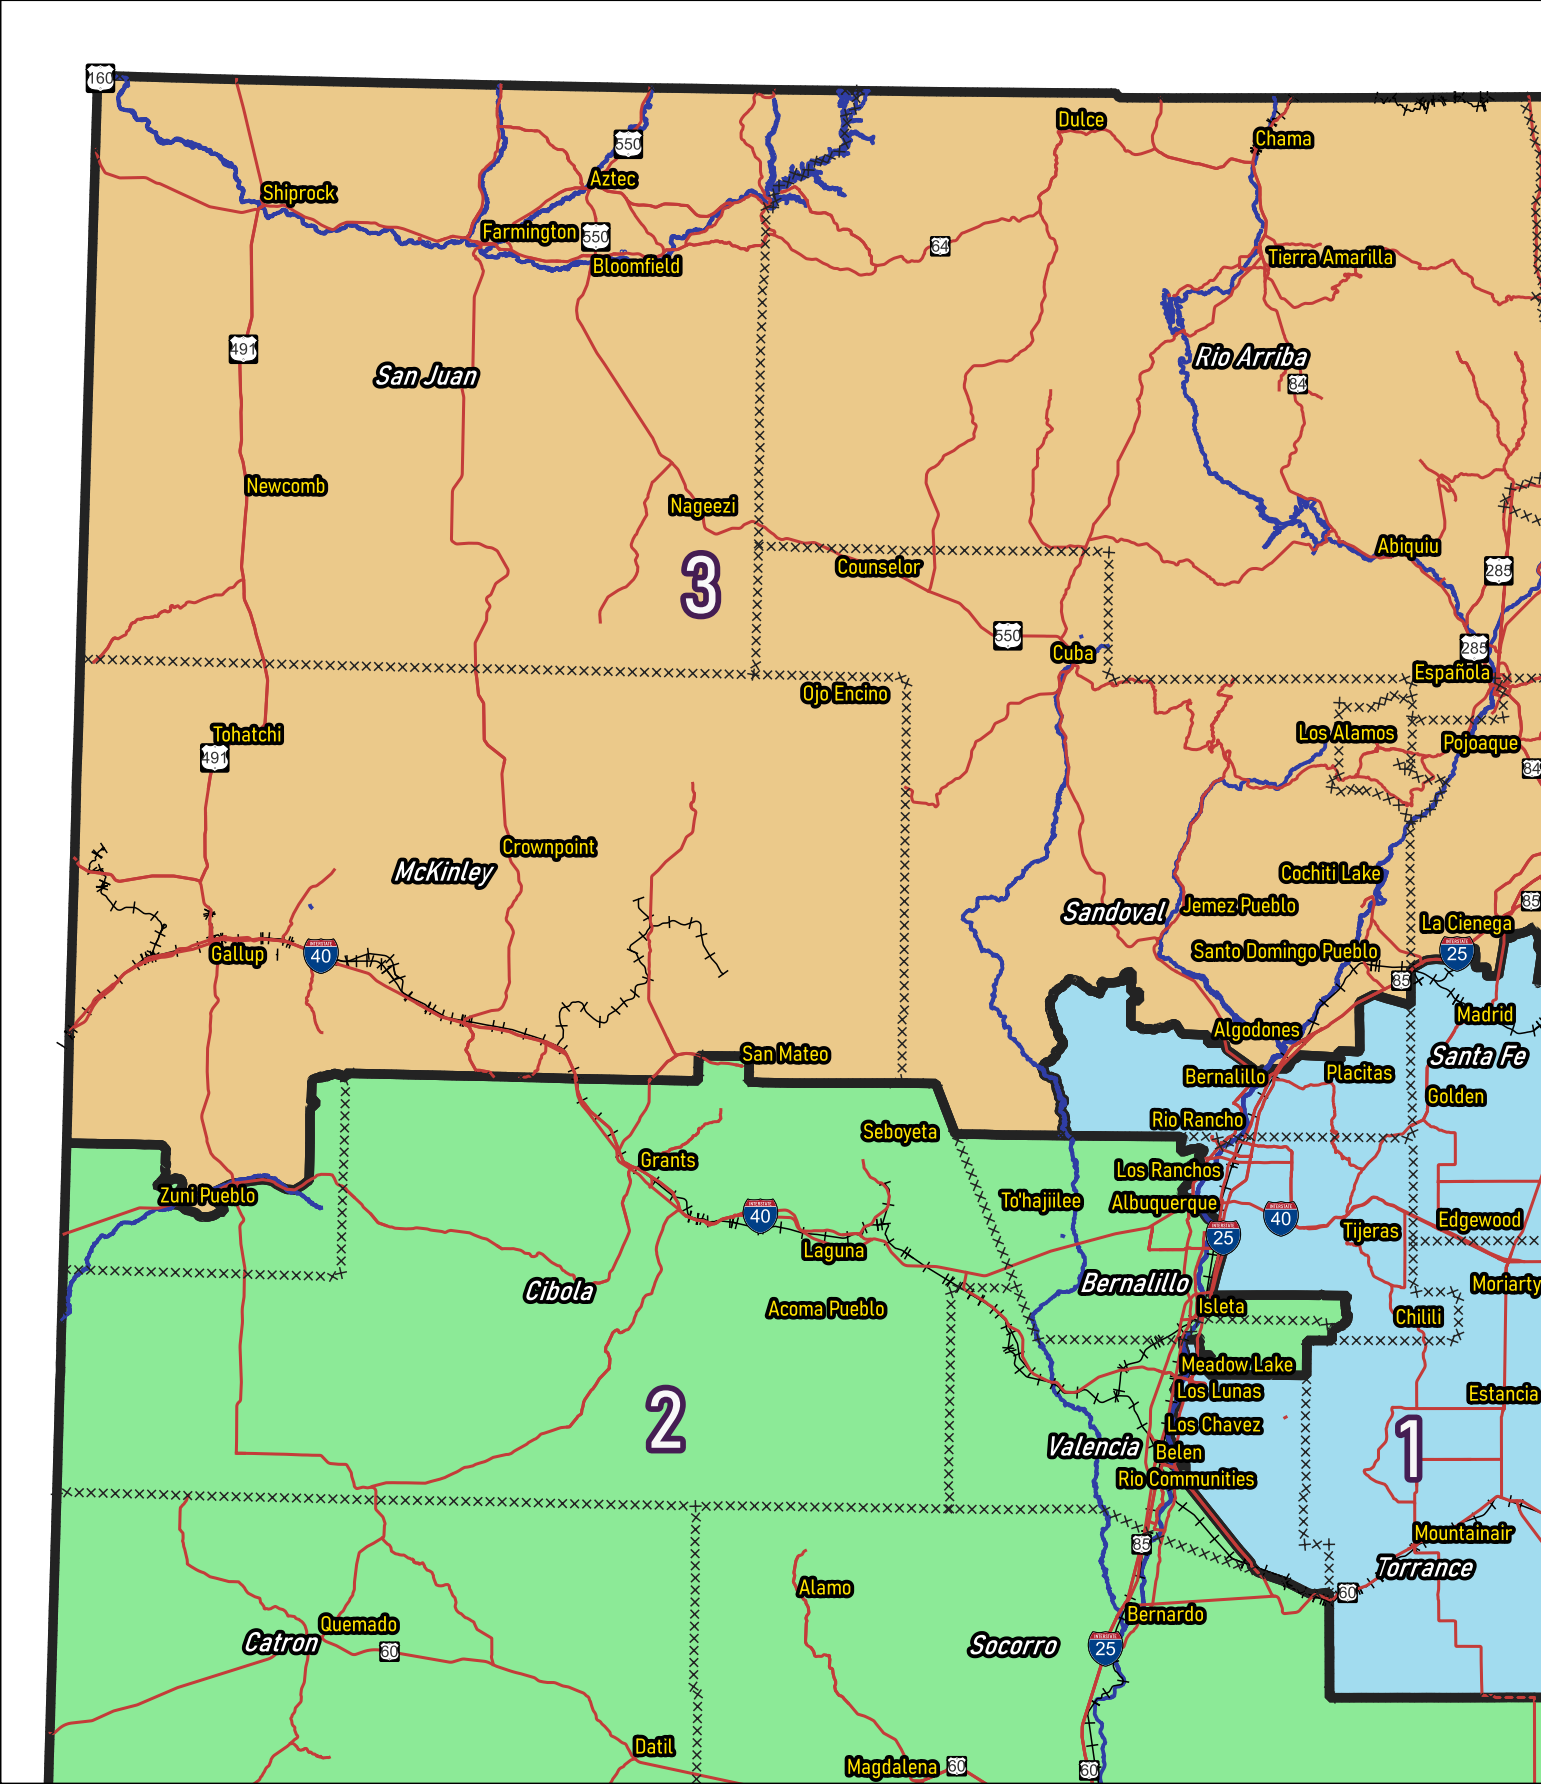 160
Dulce
Chama
550
Aztec
Shiprock
Farmington
550
64
Bloomfield
Tierra Amarilla
491
San Juan
Rio Arriba
84
Newcomb
Nageezi
Abiquiu
Counselor
285
3
550
Cuba
285
Española
Ojo Encino
Tohatchi
Los Alamos
Pojoaque
491
84
Crownpoint
McKinley
Cochiti Lake
Sandoval
Jemez Pueblo
85
La Cienega
Gallup
INTERSTATE
40
Santo Domingo Pueblo
INTERSTATE
25
85
Madrid
Algodones
San Mateo
Santa Fe
Bernalillo
Placitas
Golden
Rio Rancho
Seboyeta
Grants
Los Ranchos
Zuni Pueblo
To'hajiilee
Albuquerque
INTERSTATE
40
INTERSTATE
40
Edgewood
INTERSTATE
25
Tijeras
Laguna
Cibola
Bernalillo
Moriarty
Acoma Pueblo
Isleta
Chilili
Meadow Lake
Los Lunas
Estancia
2
Los Chavez
1
Valencia
Belen
Rio Communities
Mountainair
85
Torrance
Alamo
60
Bernardo
Quemado
Catron
60
Socorro
INTERSTATE
25
Datil
Magdalena
60
60